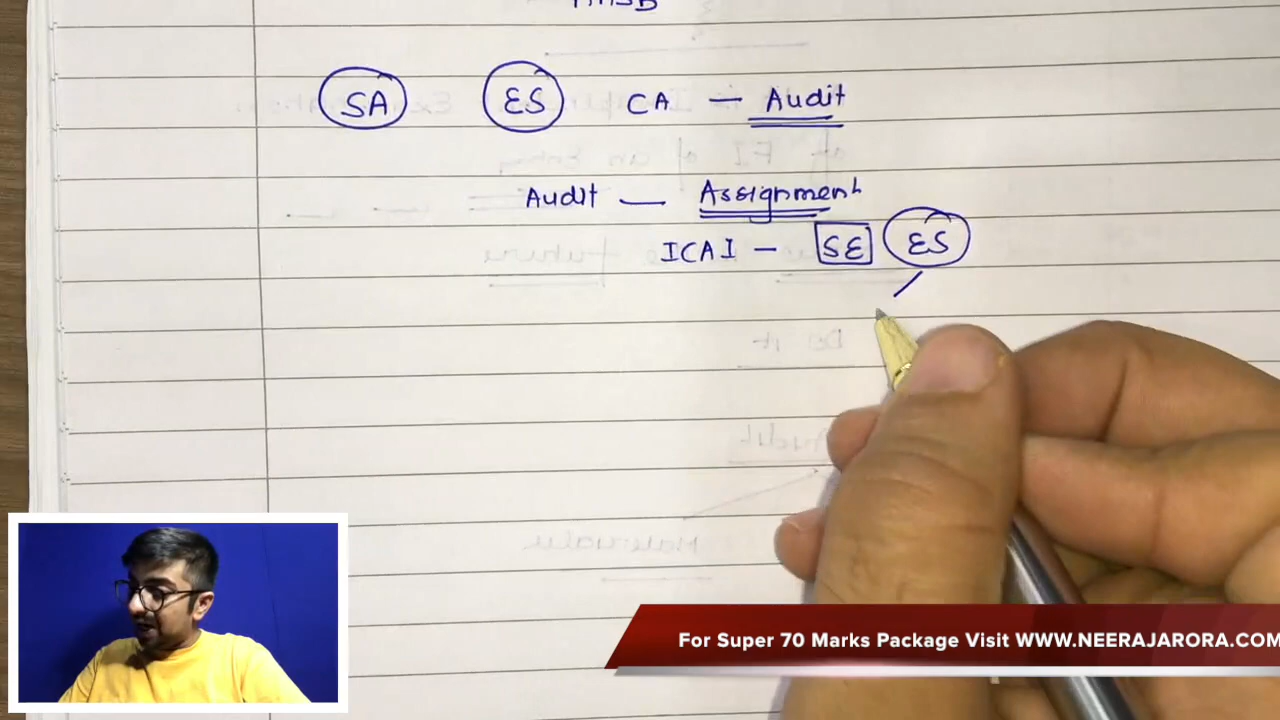 SA ES CA — Audit
Audit — Assignment
ICAI — SE ES
For Super 70 Marks Package Visit WWW.NEERAJARORA.COM